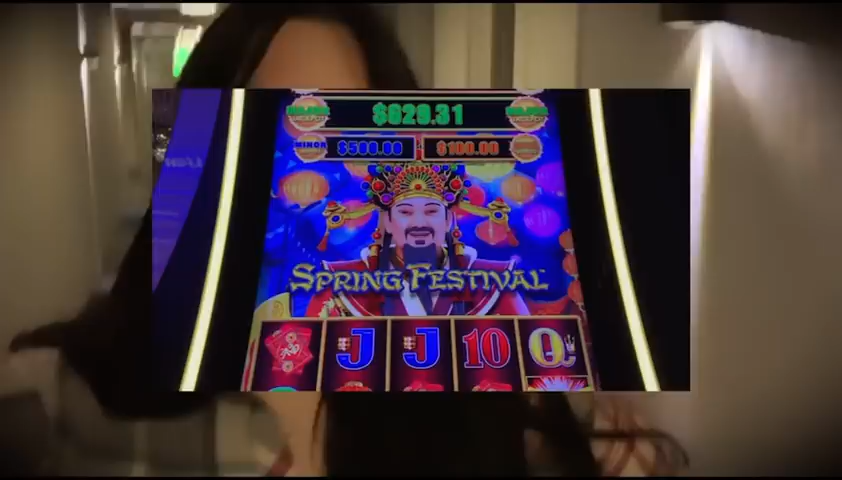 $829.31
MINOR $500.00 $100.00
SPRING FESTIVAL
J J 10 Q